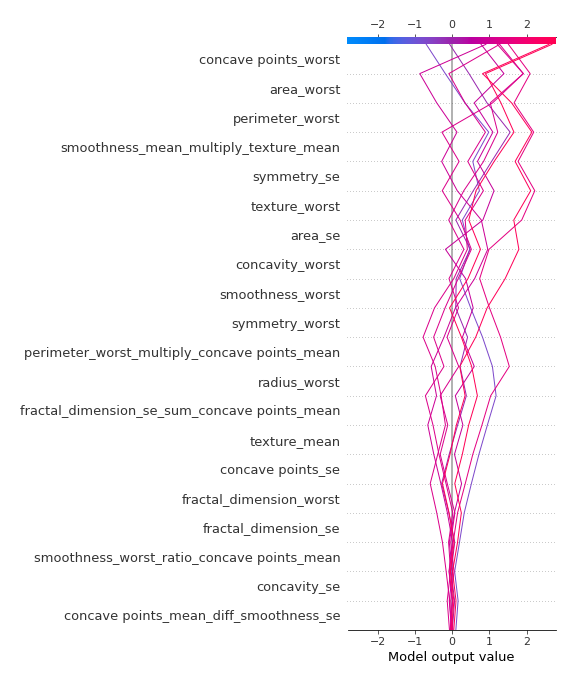 −2 −1 0 1 2
concave points_worst
area_worst
perimeter_worst
smoothness_mean_multiply_texture_mean
symmetry_se
texture_worst
area_se
concavity_worst
smoothness_worst
symmetry_worst
perimeter_worst_multiply_concave points_mean
radius_worst
fractal_dimension_se_sum_concave points_mean
texture_mean
concave points_se
fractal_dimension_worst
fractal_dimension_se
smoothness_worst_ratio_concave points_mean
concavity_se
concave points_mean_diff_smoothness_se
−2 −1 0 1 2
Model output value